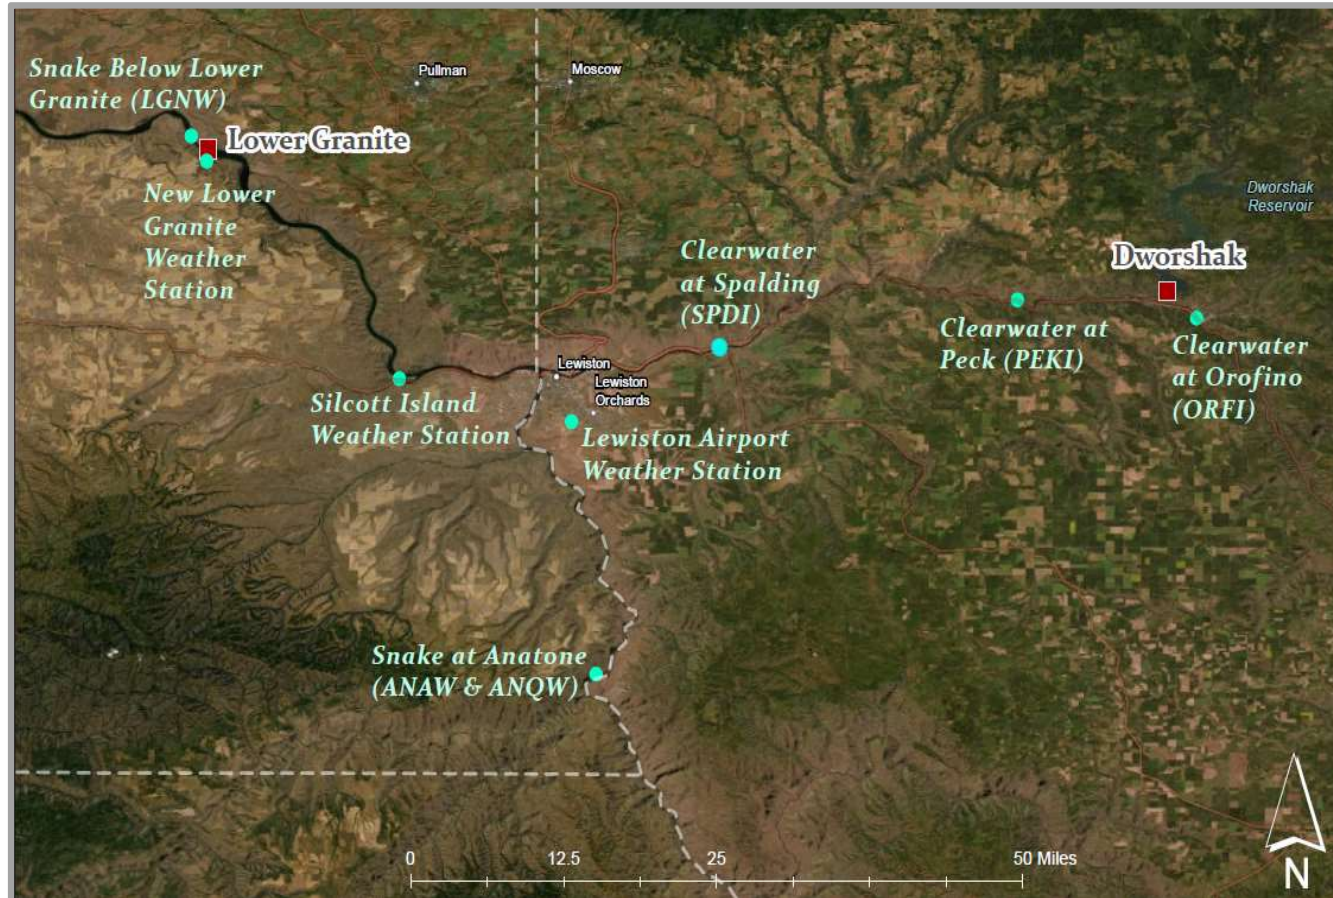 Snake Below Lower
Granite (LGNW)
Pullman
Moscow
Lower Granite
New Lower
Granite
Weather
Station
Dworshak
Reservoir
Clearwater
at Spalding
(SPDI)
Dworshak
Clearwater at
Peck (PEKI)
Clearwater
at Orofino
(ORFI)
Lewiston
Lewiston
Orchards
Silcott Island
Weather Station
Lewiston Airport
Weather Station
Snake at Anatone
(ANAW & ANQW)
0 12.5 25 50 Miles
N